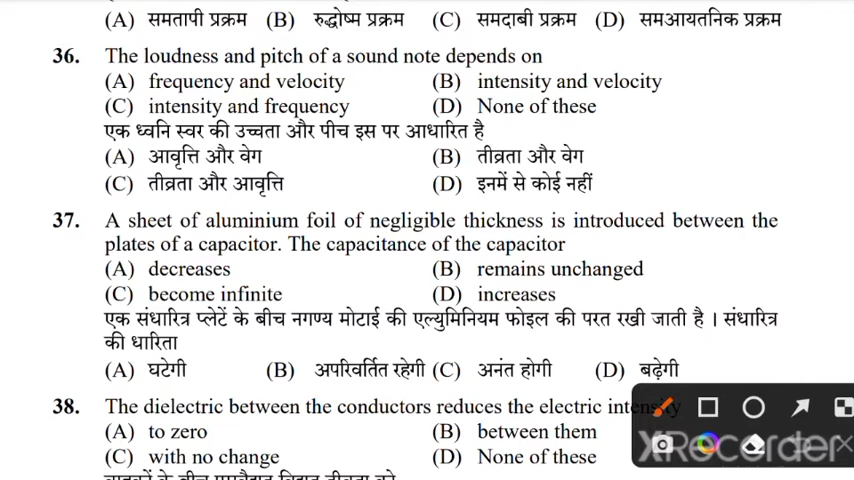 (A) समतापी प्रक्रम (B) रुद्धोष्म प्रक्रम (C) समदाबी प्रक्रम (D) समआयतनिक प्रक्रम
36. The loudness and pitch of a sound note depends on
(A) frequency and velocity (B) intensity and velocity
(C) intensity and frequency (D) None of these
एक ध्वनि स्वर की उच्चता और पीच इस पर आधारित है
(A) आवृत्ति और वेग (B) तीव्रता और वेग
(C) तीव्रता और आवृत्ति (D) इनमें से कोई नहीं
37. A sheet of aluminium foil of negligible thickness is introduced between the
plates of a capacitor. The capacitance of the capacitor
(A) decreases (B) remains unchanged
(C) become infinite (D) increases
एक संधारित्र प्लेटें के बीच नगण्य मोटाई की एल्युमिनियम फोइल की परत रखी जाती है । संधारित्र
की धारिता
(A) घटेगी (B) अपरिवर्तित रहेगी (C) अनंत होगी (D) बढ़ेगी
38. The dielectric between the conductors reduces the electric intensity
(A) to zero (B) between them
(C) with no change (D) None of these
XRecorder